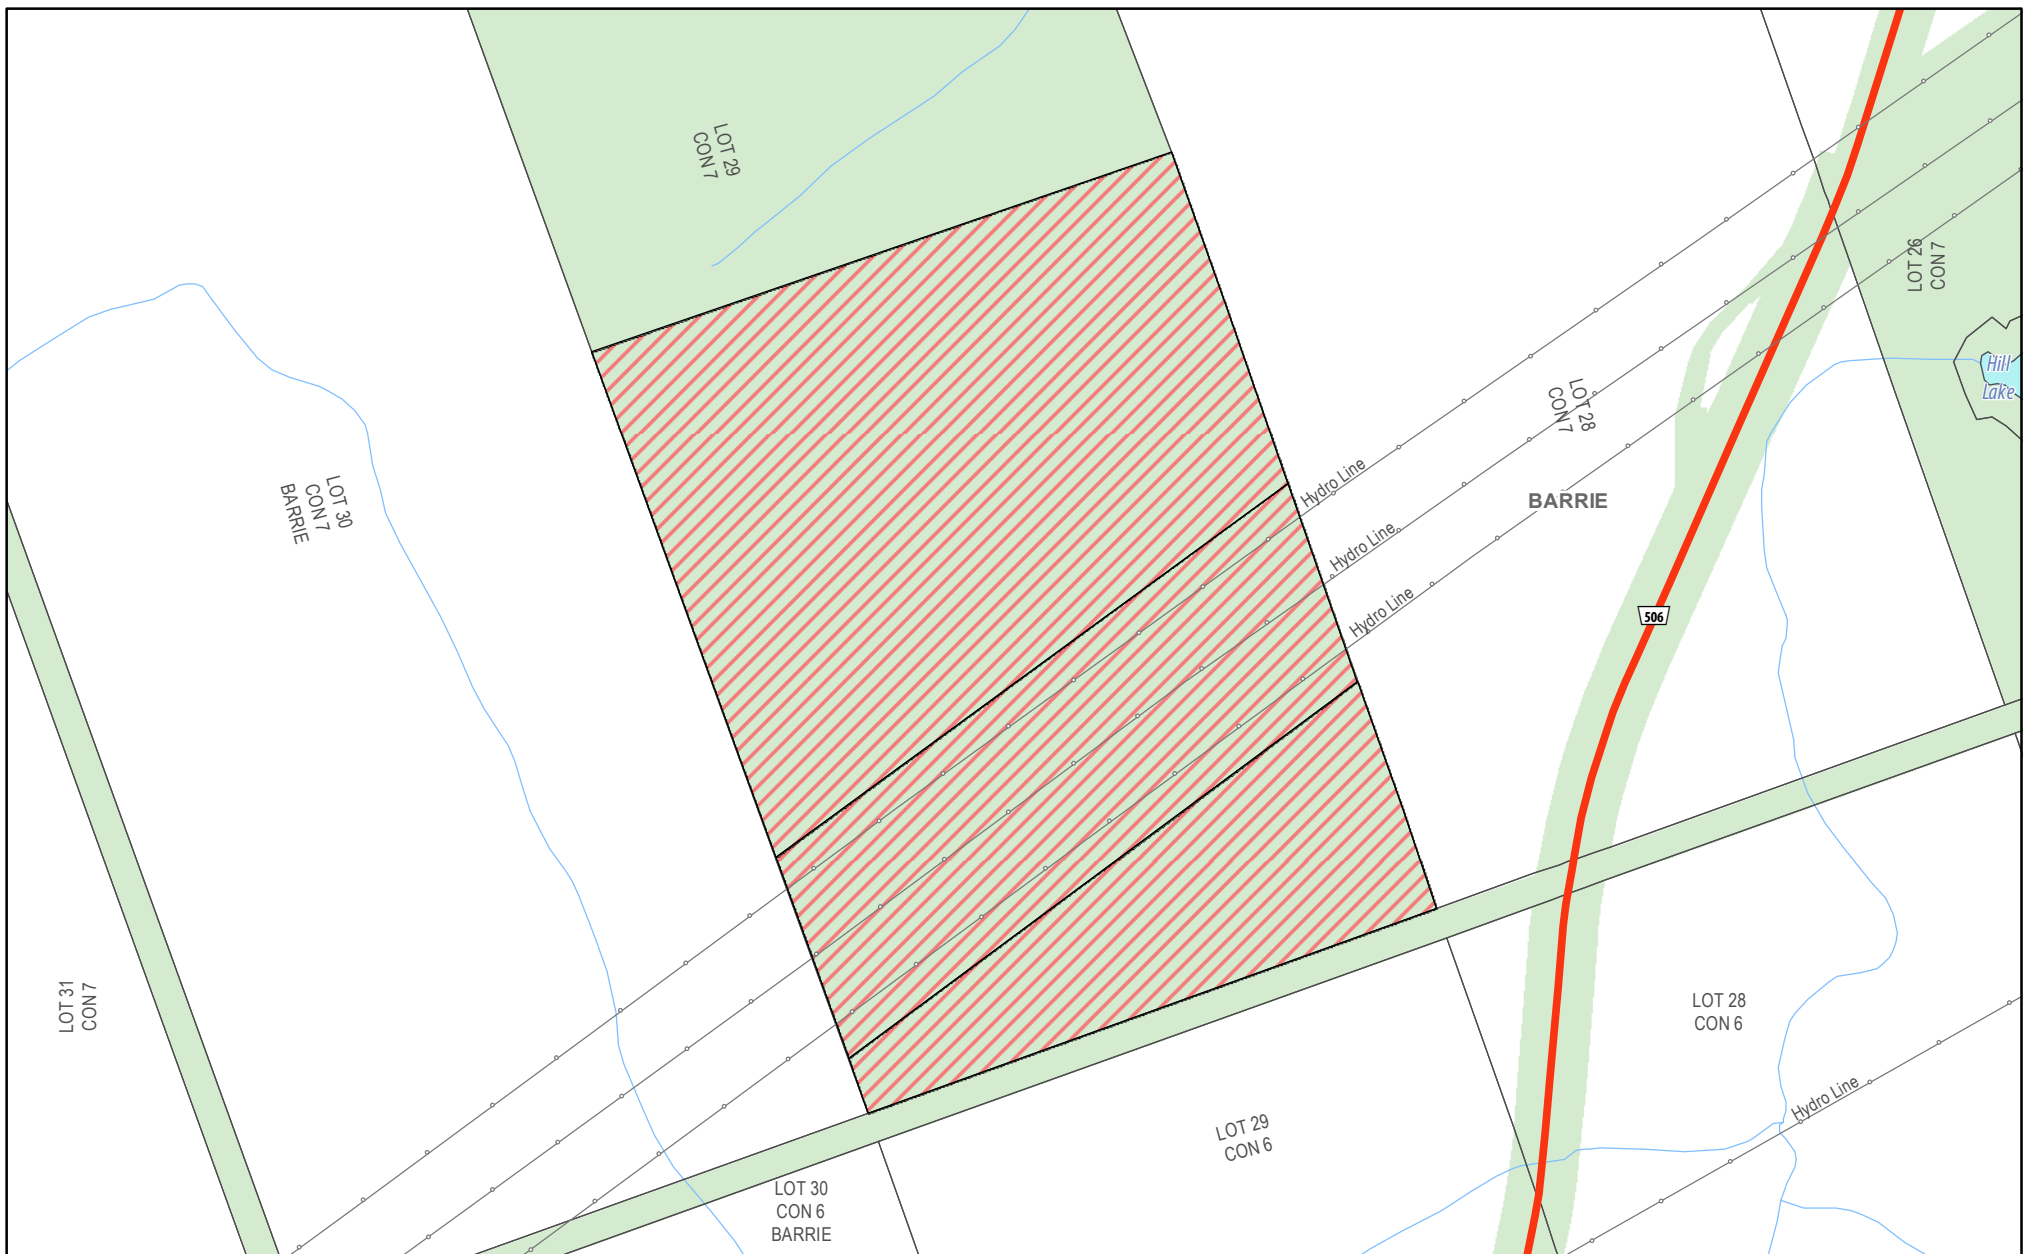 LOT 29
CON 7
LOT 26
CON 7
Hill
Lake
LOT 28
CON 7
Hydro Line
Hydro Line
Hydro Line
BARRIE
LOT 30
CON 7
BARRIE
506
LOT 31
CON 7
LOT 28
CON 6
Hydro Line
LOT 29
CON 6
LOT 30
CON 6
BARRIE